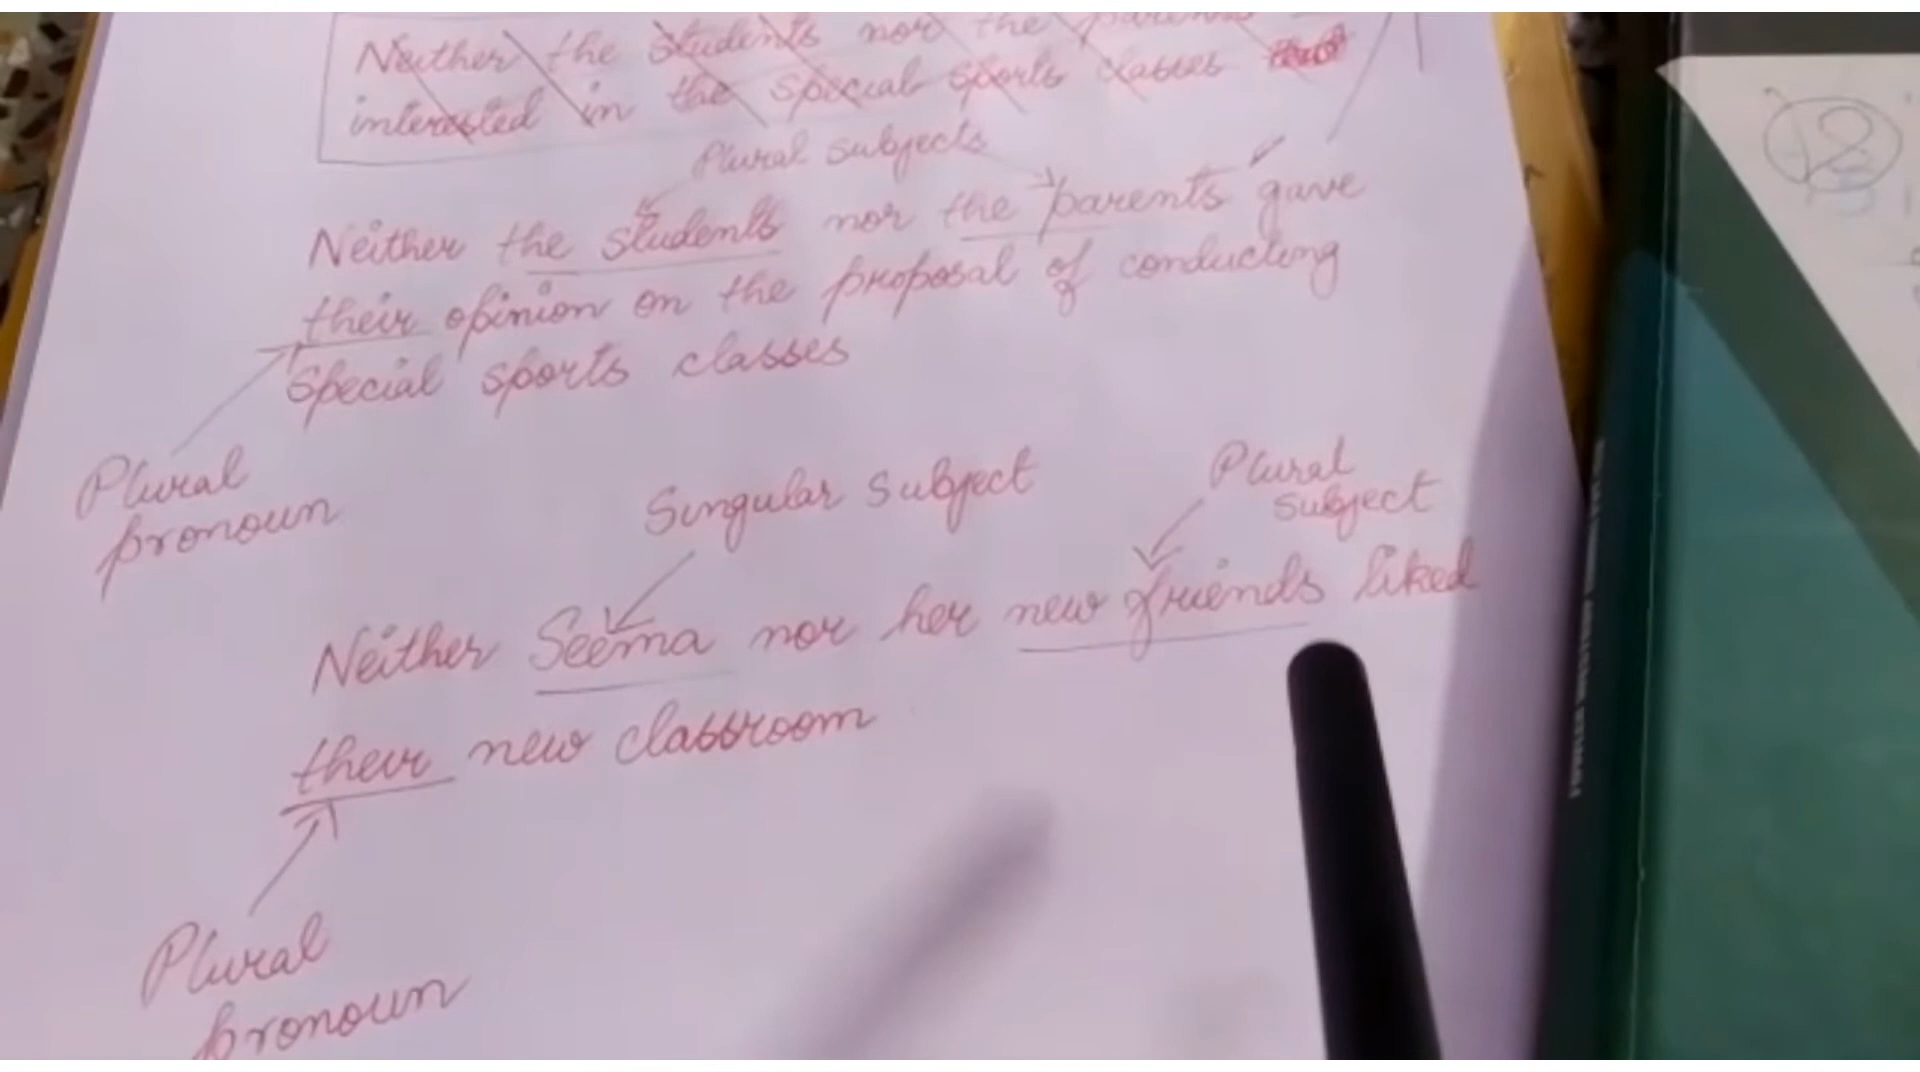 Neither the students nor the parents
interested in the special sports classes
Plural subjects
Neither the students nor the parents gave
their opinion on the proposal of conducting
special sports classes
Plural
pronoun
Singular subject
Plural
subject
Neither Seema nor her new friends liked
their new classroom
Plural
pronoun
2